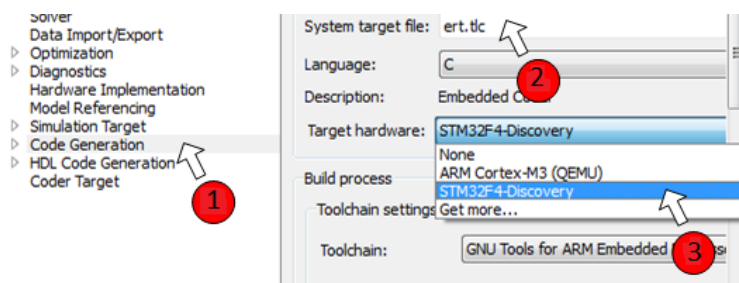 Solver
Data Import/Export
Optimization
Diagnostics
Hardware Implementation
Model Referencing
Simulation Target
Code Generation
HDL Code Generation
Coder Target
1
System target file: ert.tlc
2
Language: C
Description: Embedded
Target hardware: STM32F4-Discovery
None
ARM Cortex-M3 (QEMU)
STM32F4-Discovery
Get more...
3
Build process
Toolchain settings
Toolchain: GNU Tools for ARM Embedded